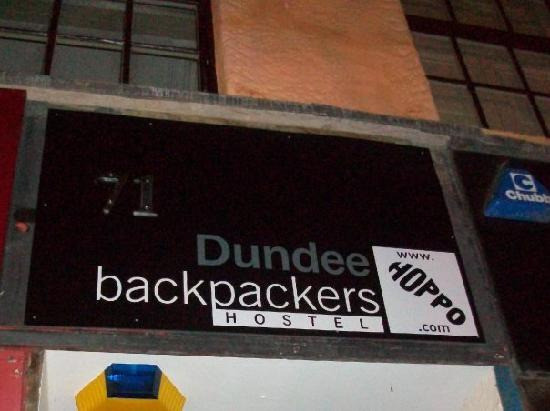 71
Dundee
backpackers
HOSTEL
www.
HOPPO
.com
C
Chubb